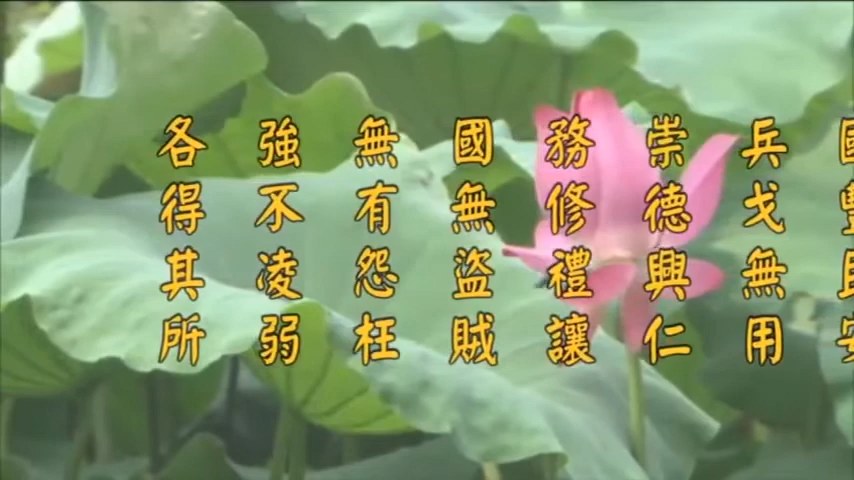 兵戈無用
崇德興仁
務修禮讓
國無盜賊
無有怨枉
強不凌弱
各得其所